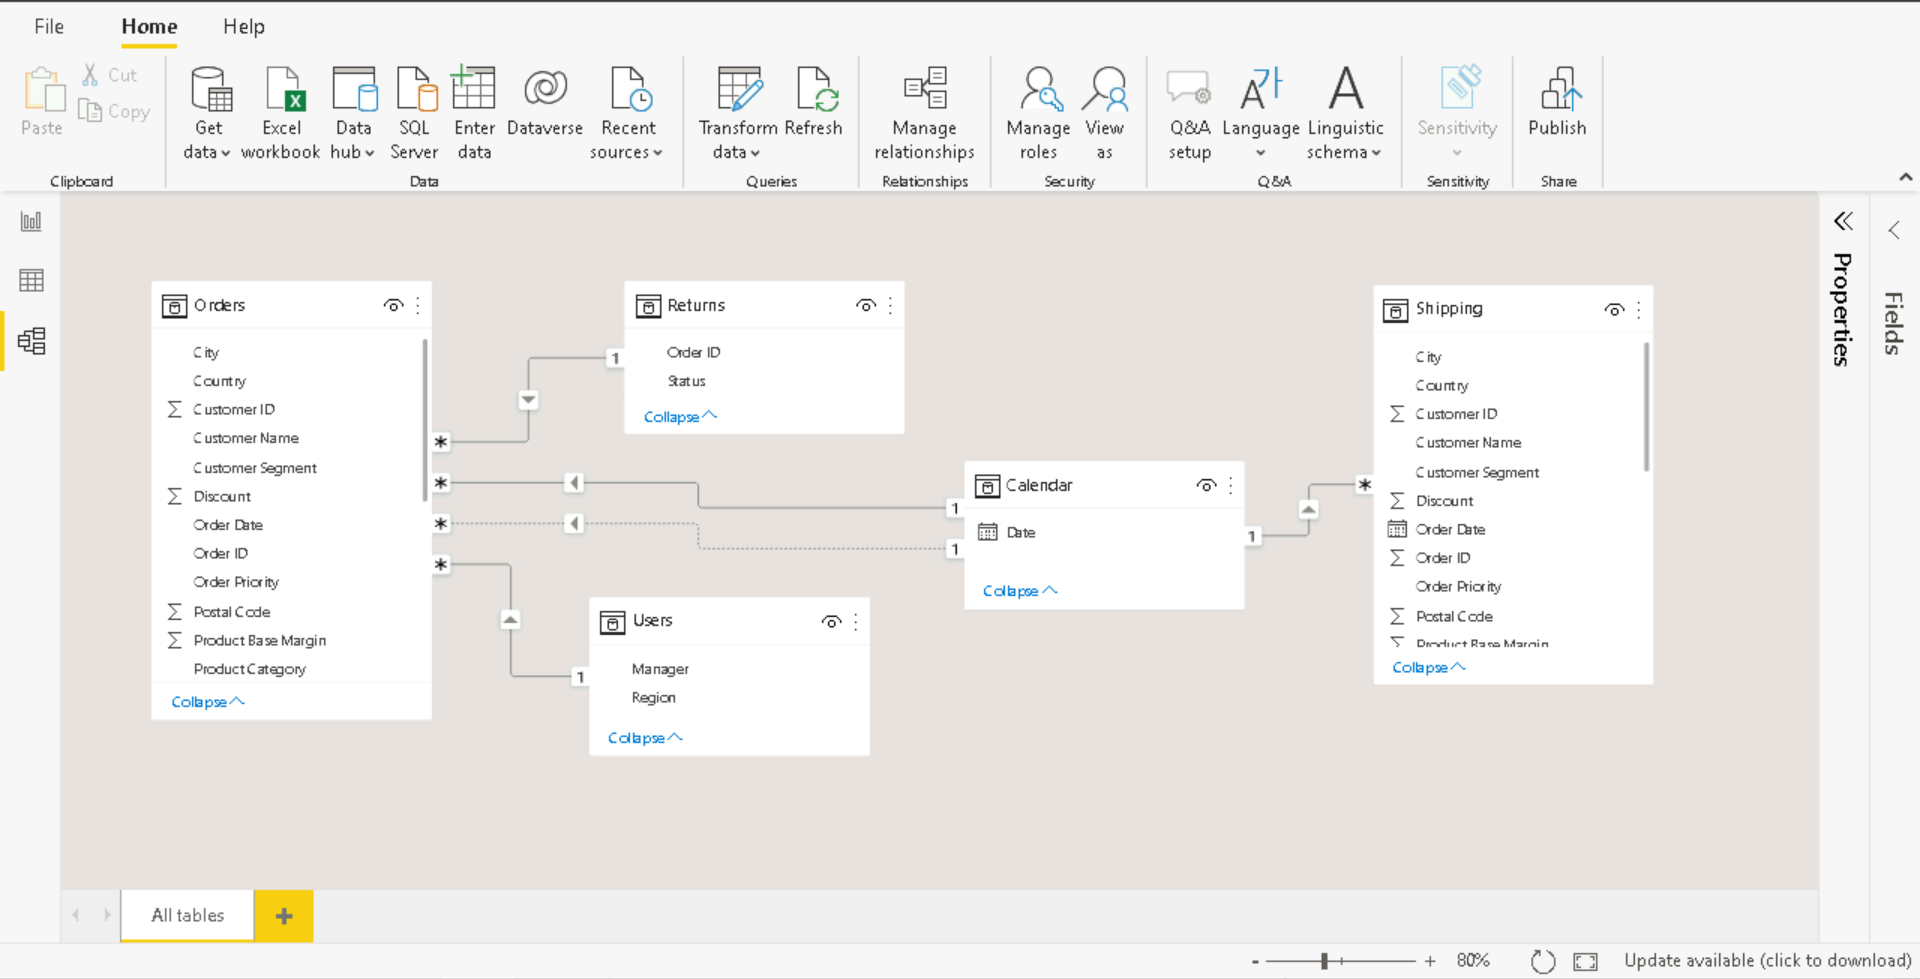 File Home Help
Paste
Cut
Copy
Get data
Excel workbook
Data hub
SQL Server
Enter data
Dataverse
Recent sources
Transform data
Refresh
Manage relationships
Manage roles
View as
Q&A setup
Language
Linguistic schema
Sensitivity
Publish
Clipboard Data Queries Relationships Security Q&A Sensitivity Share
Properties
Fields
Orders
City
Country
Customer ID
Customer Name
Customer Segment
Discount
Order Date
Order ID
Order Priority
Postal Code
Product Base Margin
Product Category
Collapse
Returns
Order ID
Status
Collapse
1
*
*
1
*
1
*
1
Users
Manager
Region
Collapse
Calendar
Date
Collapse
1
*
Shipping
City
Country
Customer ID
Customer Name
Customer Segment
Discount
Order Date
Order ID
Order Priority
Postal Code
Product Base Margin
Collapse
All tables +
- + 80% Update available (click to download)